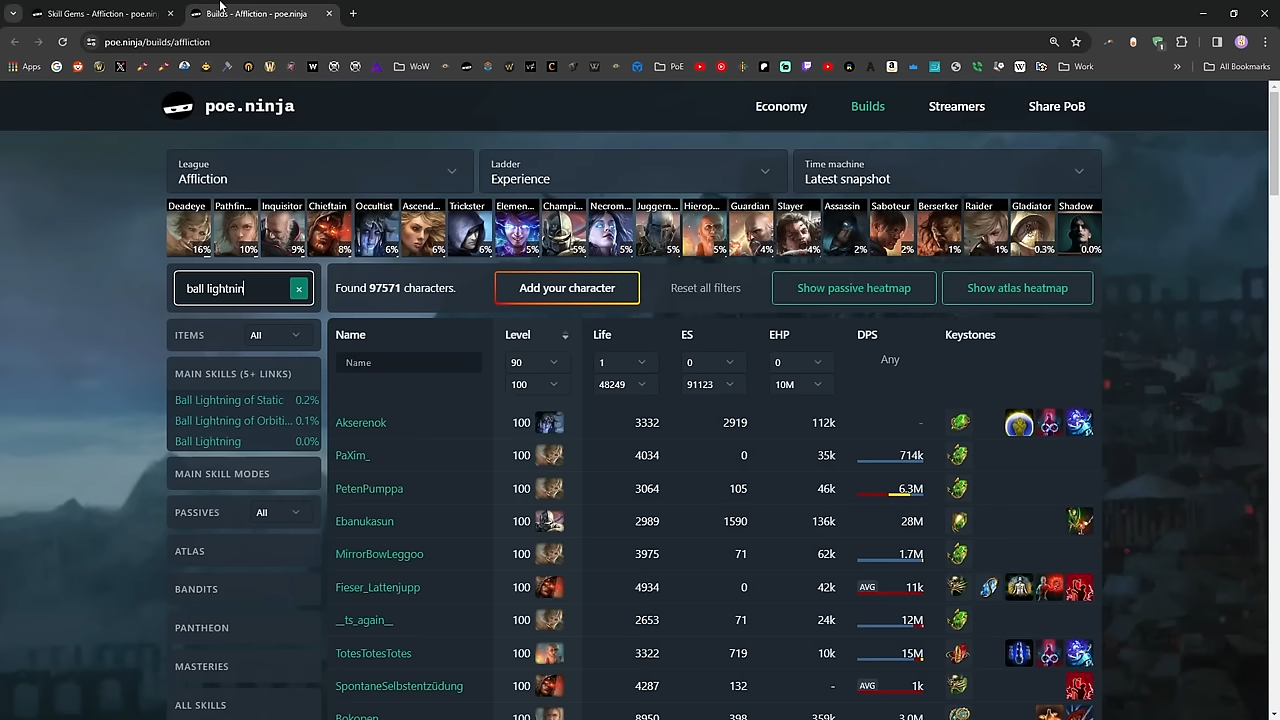 Skill Gems - Affliction - poe.nin
Builds - Affliction - poe.ninja
poe.ninja/builds/affliction
Apps
WoW
PoE
Work
All Bookmarks
poe.ninja
Economy
Builds
Streamers
Share PoB
League
Affliction
Ladder
Experience
Time machine
Latest snapshot
Deadeye Pathfin... Inquisitor Chieftain Occultist Ascend... Trickster Elemen... Champi... Necrom... Juggern... Hierop... Guardian Slayer Assassin Saboteur Berserker Raider Gladiator Shadow
16% 10% 9% 8% 6% 6% 6% 5% 5% 5% 5% 5% 4% 4% 2% 2% 1% 1% 0.3% 0.0%
ball lightnin
Found 97571 characters.
Add your character
Reset all filters
Show passive heatmap
Show atlas heatmap
ITEMS All
MAIN SKILLS (5+ LINKS)
Ball Lightning of Static 0.2%
Ball Lightning of Orbiti... 0.1%
Ball Lightning 0.0%
MAIN SKILL MODES
PASSIVES All
ATLAS
BANDITS
PANTHEON
MASTERIES
ALL SKILLS
Name Level Life ES EHP DPS Keystones
Name 90 1 0 0 Any
100 48249 91123 10M
Akserenok 100 3332 2919 112k -
PaXim_ 100 4034 0 35k 714k
PetenPumppa 100 3064 105 46k 6.3M
Ebanukasun 100 2989 1590 136k 28M
MirrorBowLeggoo 100 3975 71 62k 1.7M
Fieser_Lattenjupp 100 4934 0 42k AVG 11k
__ts_again__ 100 2653 71 24k 12M
TotesTotesTotes 100 3322 719 10k 15M
SpontaneSelbstentzüdung 100 4287 132 - AVG 1k
Bokopen 100 8950 398 359k 3.0M